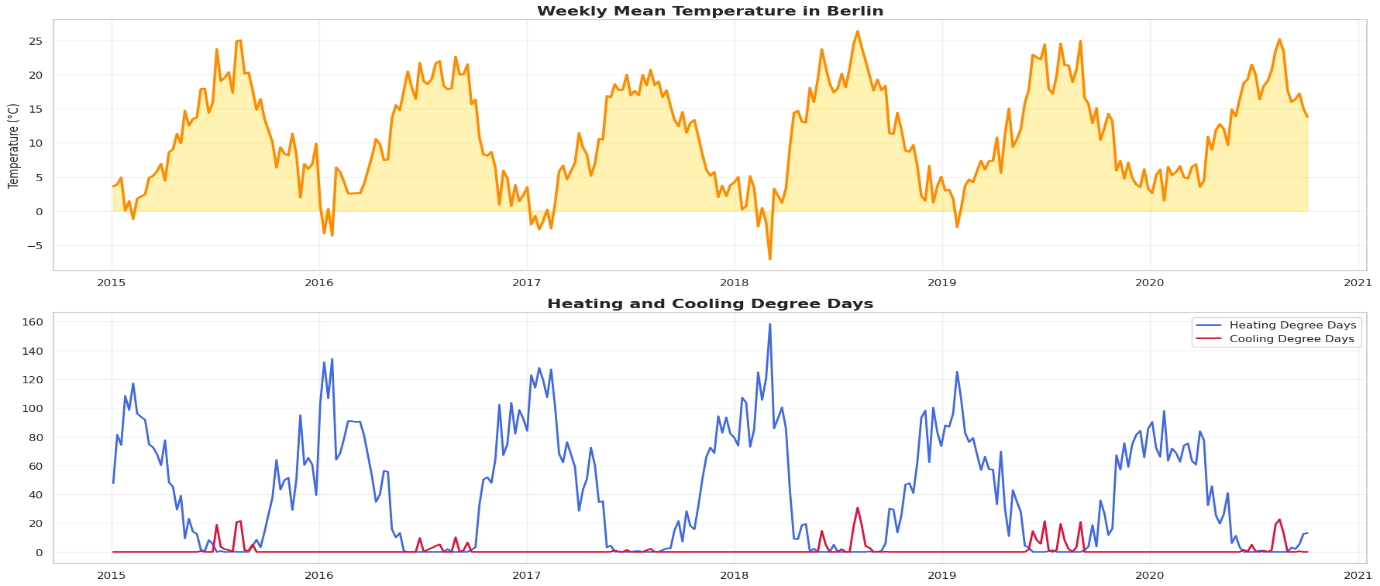 Weekly Mean Temperature in Berlin
Temperature (°C)
25
20
15
10
5
0
−5
2015 2016 2017 2018 2019 2020 2021
Heating and Cooling Degree Days
160
140
120
100
80
60
40
20
0
Heating Degree Days
Cooling Degree Days
2015 2016 2017 2018 2019 2020 2021